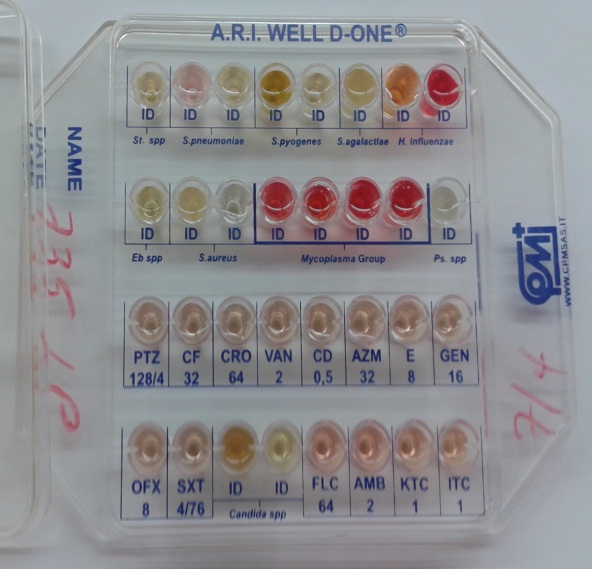 A.R.I. WELL D-ONE®
ID ID ID ID ID ID ID ID
St. spp S.pneumoniae S.pyogenes S.agalactiae H. influenzae
ID ID ID ID ID ID ID ID
Eb spp S.aureus Mycoplasma Group Ps. spp
PTZ CF CRO VAN CD AZM E GEN
128/4 32 64 2 0,5 32 8 16
OFX SXT ID ID FLC AMB KTC ITC
8 4/76 Candida spp 64 2 1 1
NAME
DATE
7/4
WWW.CPMSAS.IT